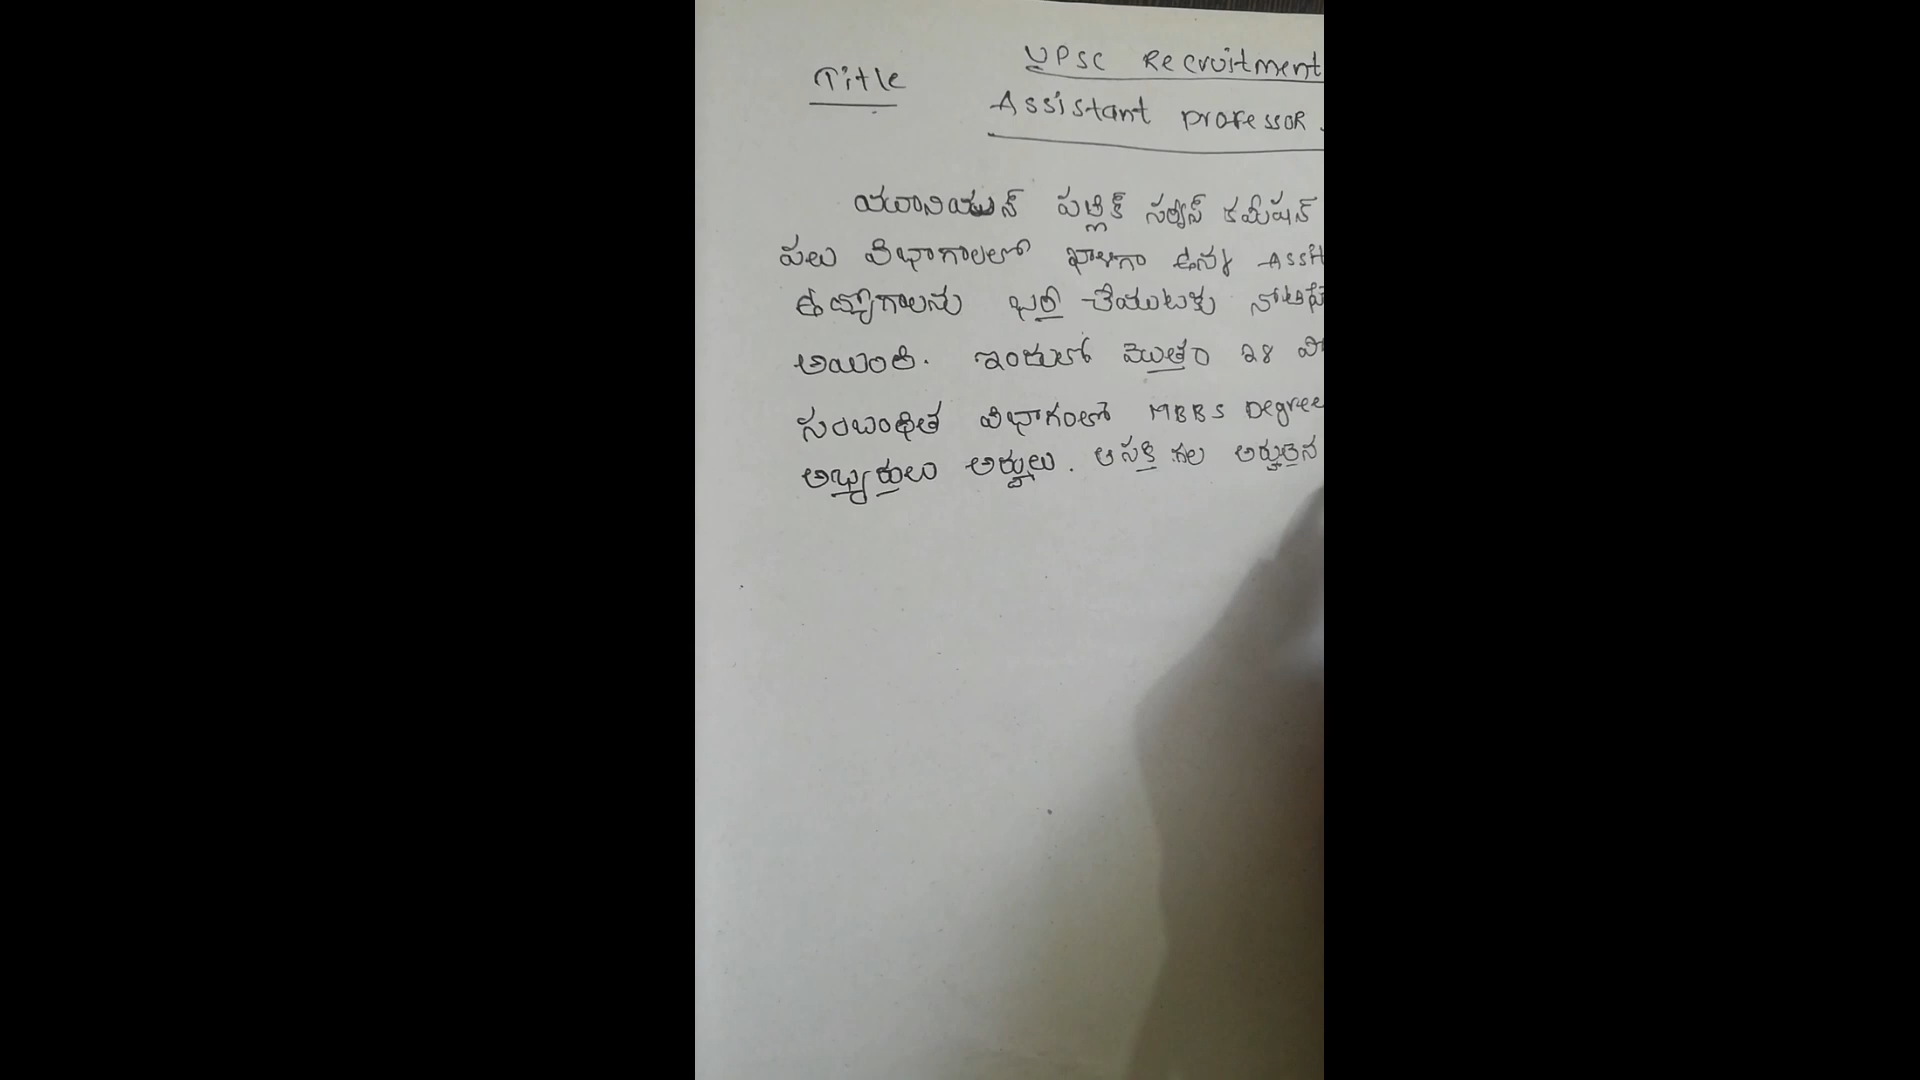 Title
UPSC Recruitment
Assistant professor.
యూనియన్ పబ్లిక్ సర్వీస్ కమీషన్
పలు విభాగాలలో ఖాళీగా ఉన్న
ఉద్యోగాలను భర్తీ చేయుటకు
అయింది. ఇందులో మొత్తం 28
సంబంధిత విభాగంలో MBBS Degree
అభ్యర్థులు అర్హులు. ఆసక్తి గల అర్హులైన